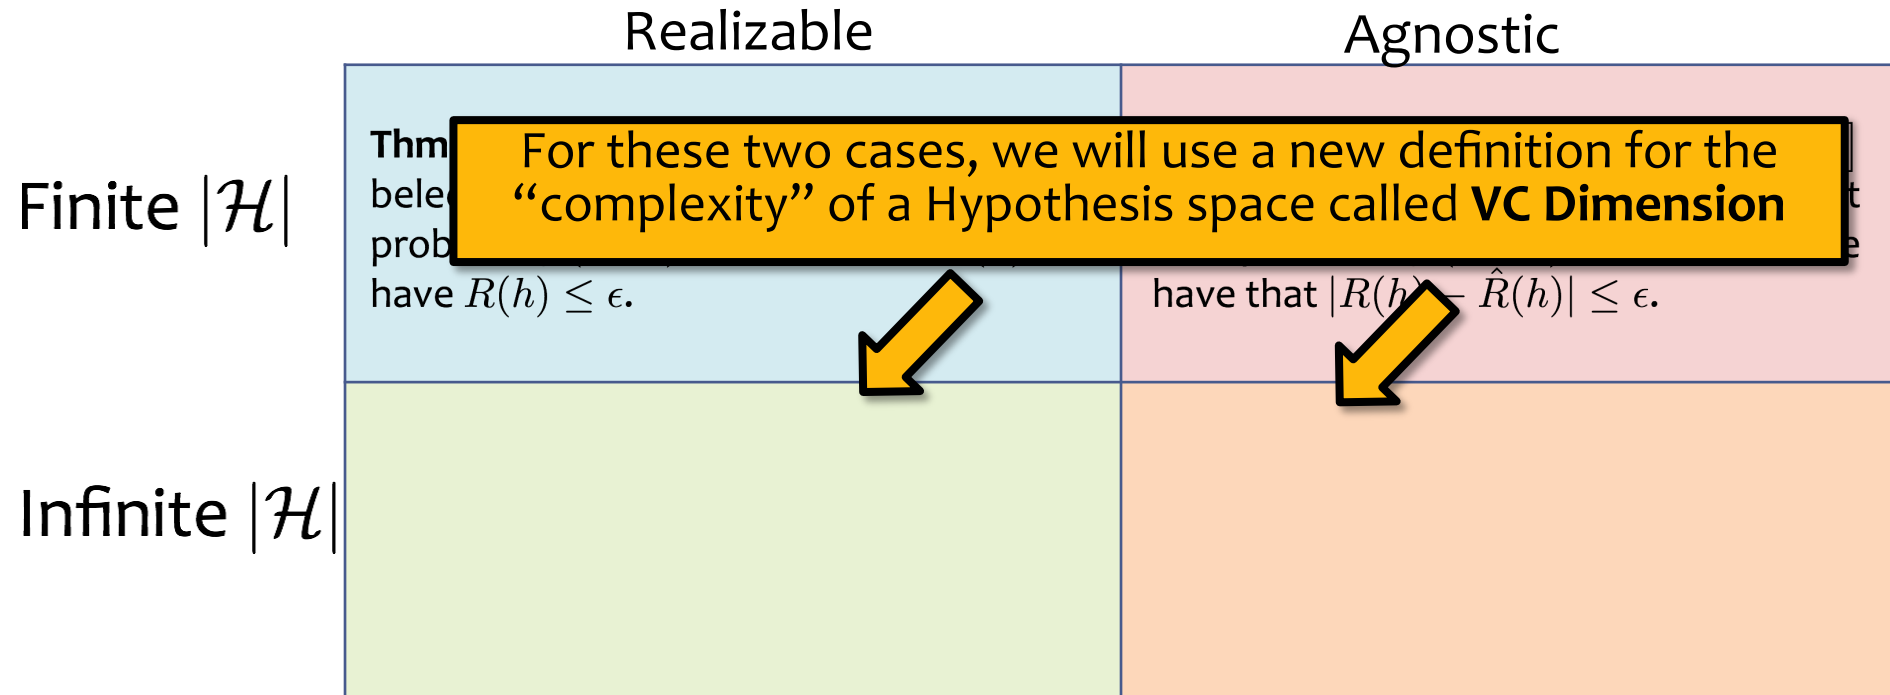 Realizable
Agnostic
For these two cases, we will use a new definition for the
“complexity” of a Hypothesis space called VC Dimension
Finite |ℋ|
Thm
have R(h) ≤ ϵ.
have that |R(h) − R̂(h)| ≤ ϵ.
Infinite |ℋ|